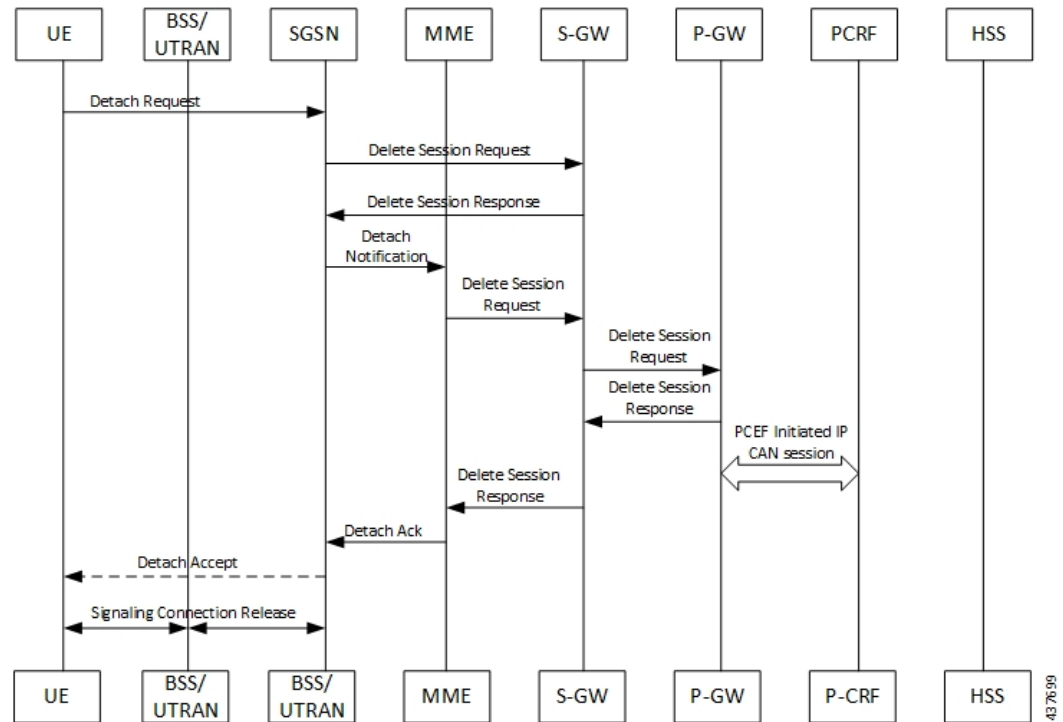 UE
BSS/
UTRAN
SGSN
MME
S-GW
P-GW
PCRF
HSS
Detach Request
Delete Session Request
Delete Session Response
Detach
Notification
Delete Session
Request
Delete Session
Request
Delete Session
Response
PCEF Initiated IP
CAN session
Delete Session
Response
Detach Ack
Detach Accept
Signaling Connection Release
UE
BSS/
UTRAN
BSS/
UTRAN
MME
S-GW
P-GW
P-CRF
HSS
437699